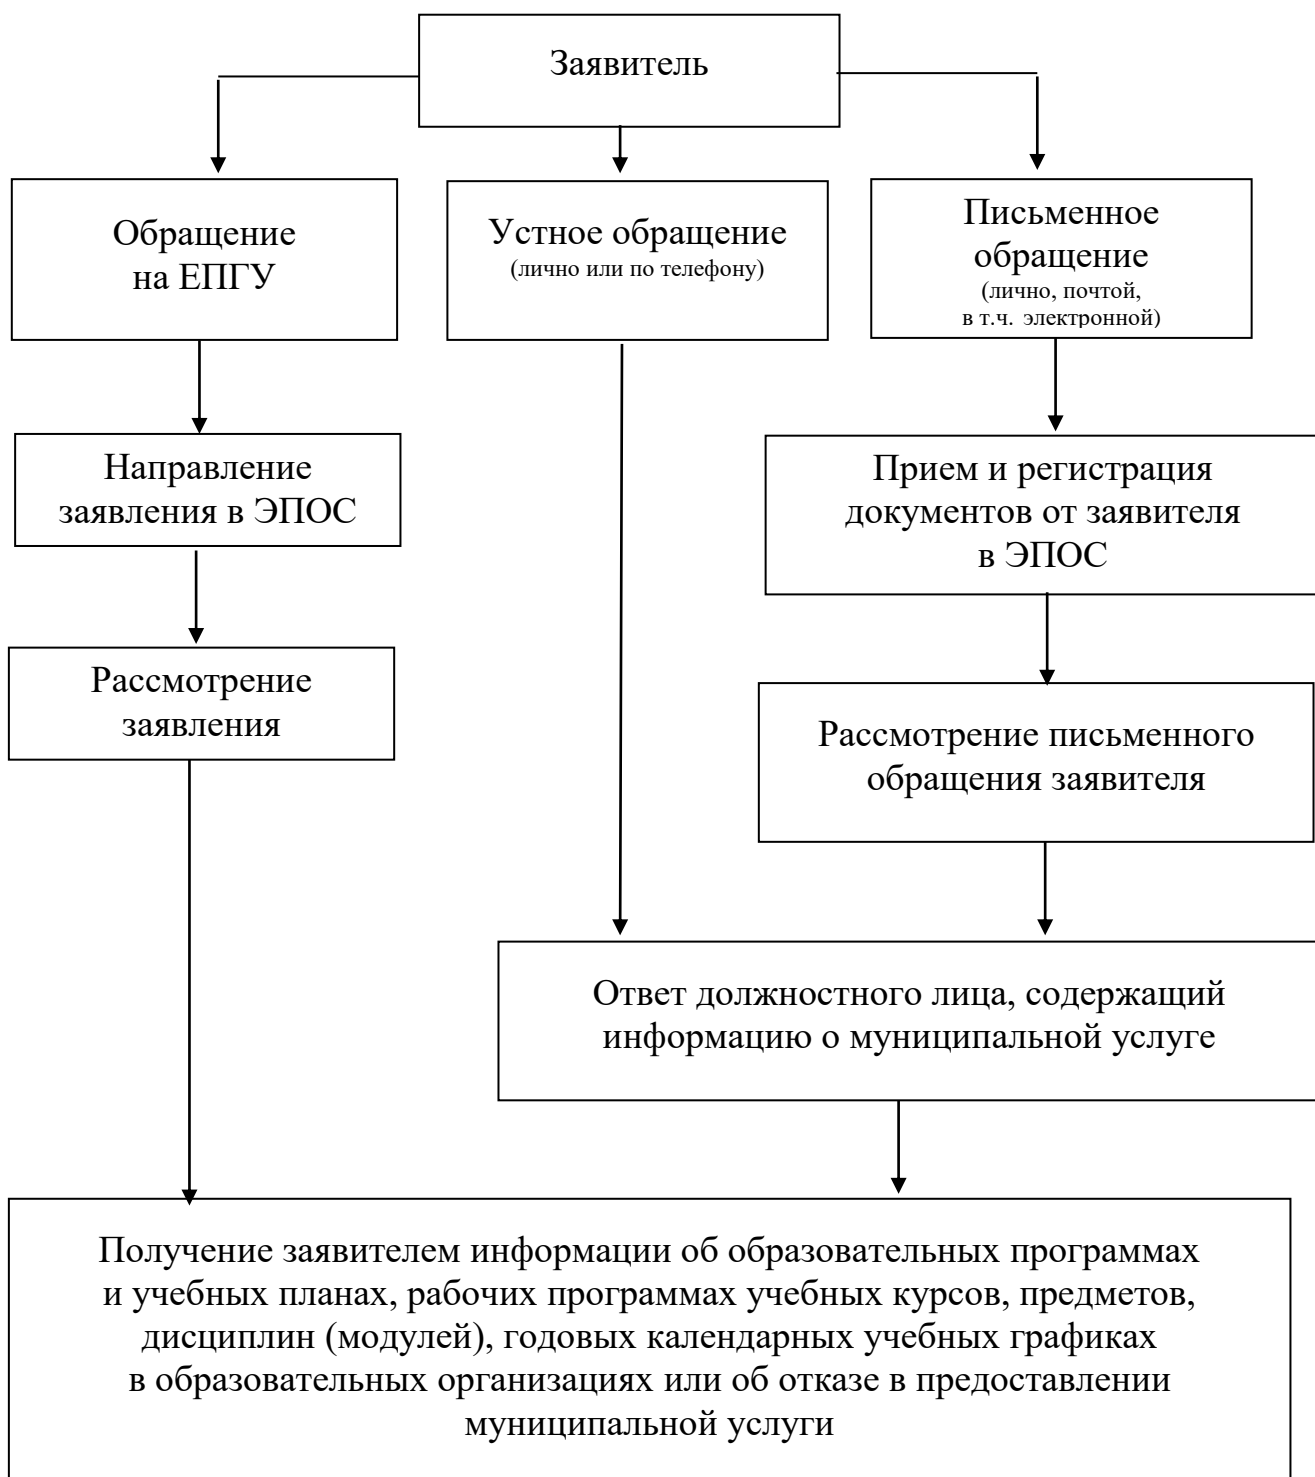 Заявитель
Обращение
на ЕПГУ
Устное обращение
(лично или по телефону)
Письменное
обращение
(лично, почтой,
в т.ч. электронной)
Направление
заявления в ЭПОС
Прием и регистрация
документов от заявителя
в ЭПОС
Рассмотрение
заявления
Рассмотрение письменного
обращения заявителя
Ответ должностного лица, содержащий
информацию о муниципальной услуге
Получение заявителем информации об образовательных программах
и учебных планах, рабочих программах учебных курсов, предметов,
дисциплин (модулей), годовых календарных учебных графиках
в образовательных организациях или об отказе в предоставлении
муниципальной услуги